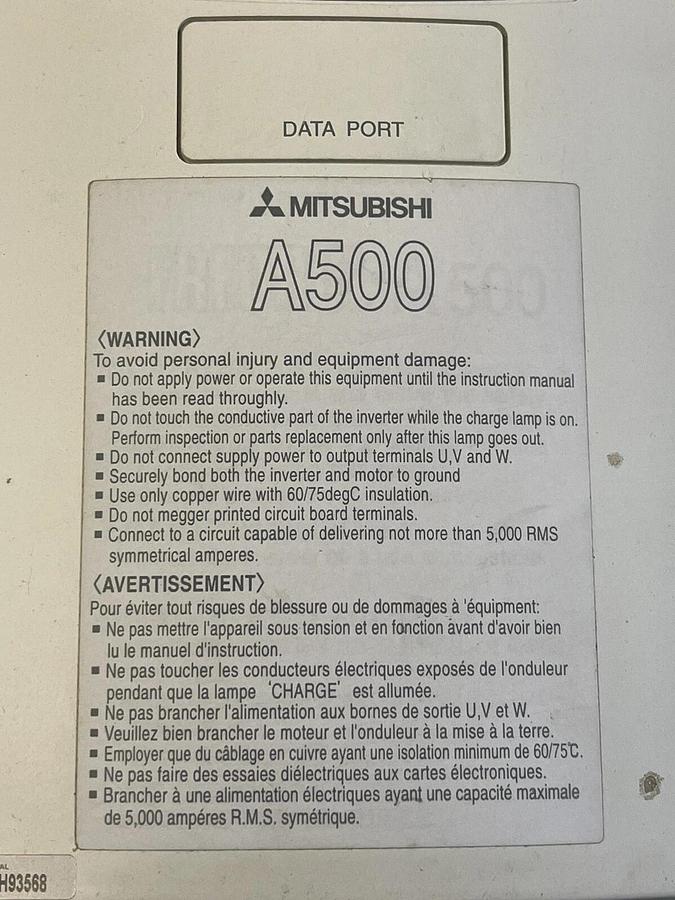 DATA PORT
MITSUBISHI
A500
〈WARNING〉
To avoid personal injury and equipment damage:
▪ Do not apply power or operate this equipment until the instruction manual
has been read throughly.
▪ Do not touch the conductive part of the inverter while the charge lamp is on.
Perform inspection or parts replacement only after this lamp goes out.
▪ Do not connect supply power to output terminals U,V and W.
▪ Securely bond both the inverter and motor to ground
▪ Use only copper wire with 60/75degC insulation.
▪ Do not megger printed circuit board terminals.
▪ Connect to a circuit capable of delivering not more than 5,000 RMS
symmetrical amperes.
〈AVERTISSEMENT〉
Pour éviter tout risques de blessure ou de dommages à 'équipment:
▪ Ne pas mettre l'appareil sous tension et en fonction avant d'avoir bien
lu le manuel d'instruction.
▪ Ne pas toucher les conducteurs électriques exposés de l'onduleur
pendant que la lampe 'CHARGE' est allumée.
▪ Ne pas brancher l'alimentation aux bornes de sortie U,V et W.
▪ Veuillez bien brancher le moteur et l'onduleur à la mise à la terre.
▪ Employer que du câblage en cuivre ayant une isolation minimum de 60/75℃.
▪ Ne pas faire des essaies diélectriques aux cartes électroniques.
▪ Brancher à une alimentation électriques ayant une capacité maximale
de 5,000 ampéres R.M.S. symétrique.
H93568